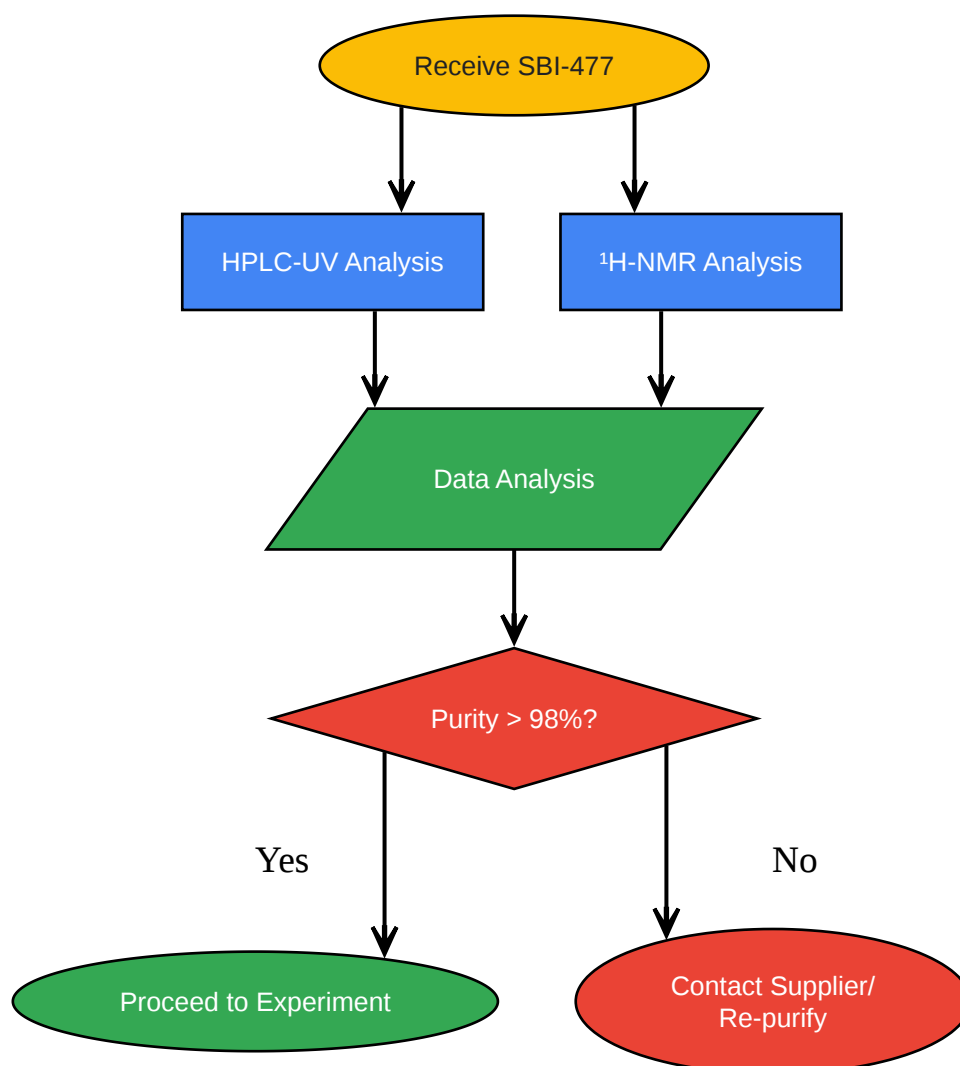 Receive SBI-477
HPLC-UV Analysis
¹H-NMR Analysis
Data Analysis
Purity > 98%?
Yes
No
Proceed to Experiment
Contact Supplier/
Re-purify